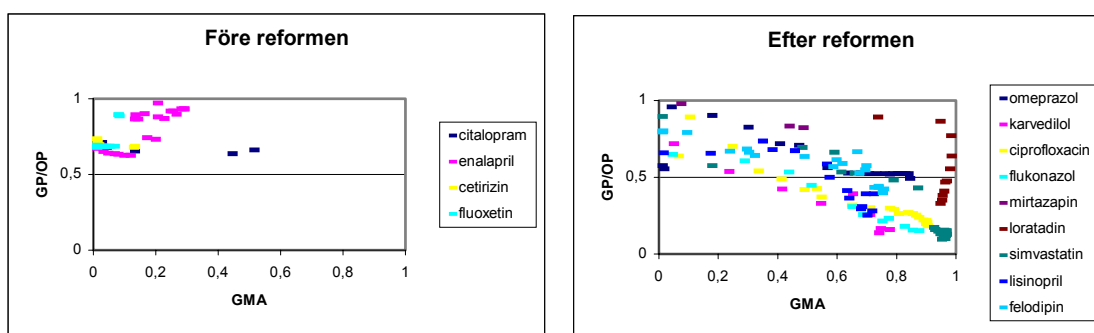 Före reformen
GP/OP
1
0,5
0
0
0,2
0,4
0,6
0,8
1
GMA
citalopram
enalapril
cetirizin
fluoxetin
Efter reformen
GP/OP
1
0,5
0
0
0,2
0,4
0,6
0,8
1
GMA
omeprazol
karvedilol
ciprofloxacin
flukonazol
mirtazapin
loratadin
simvastatin
lisinopril
felodipin